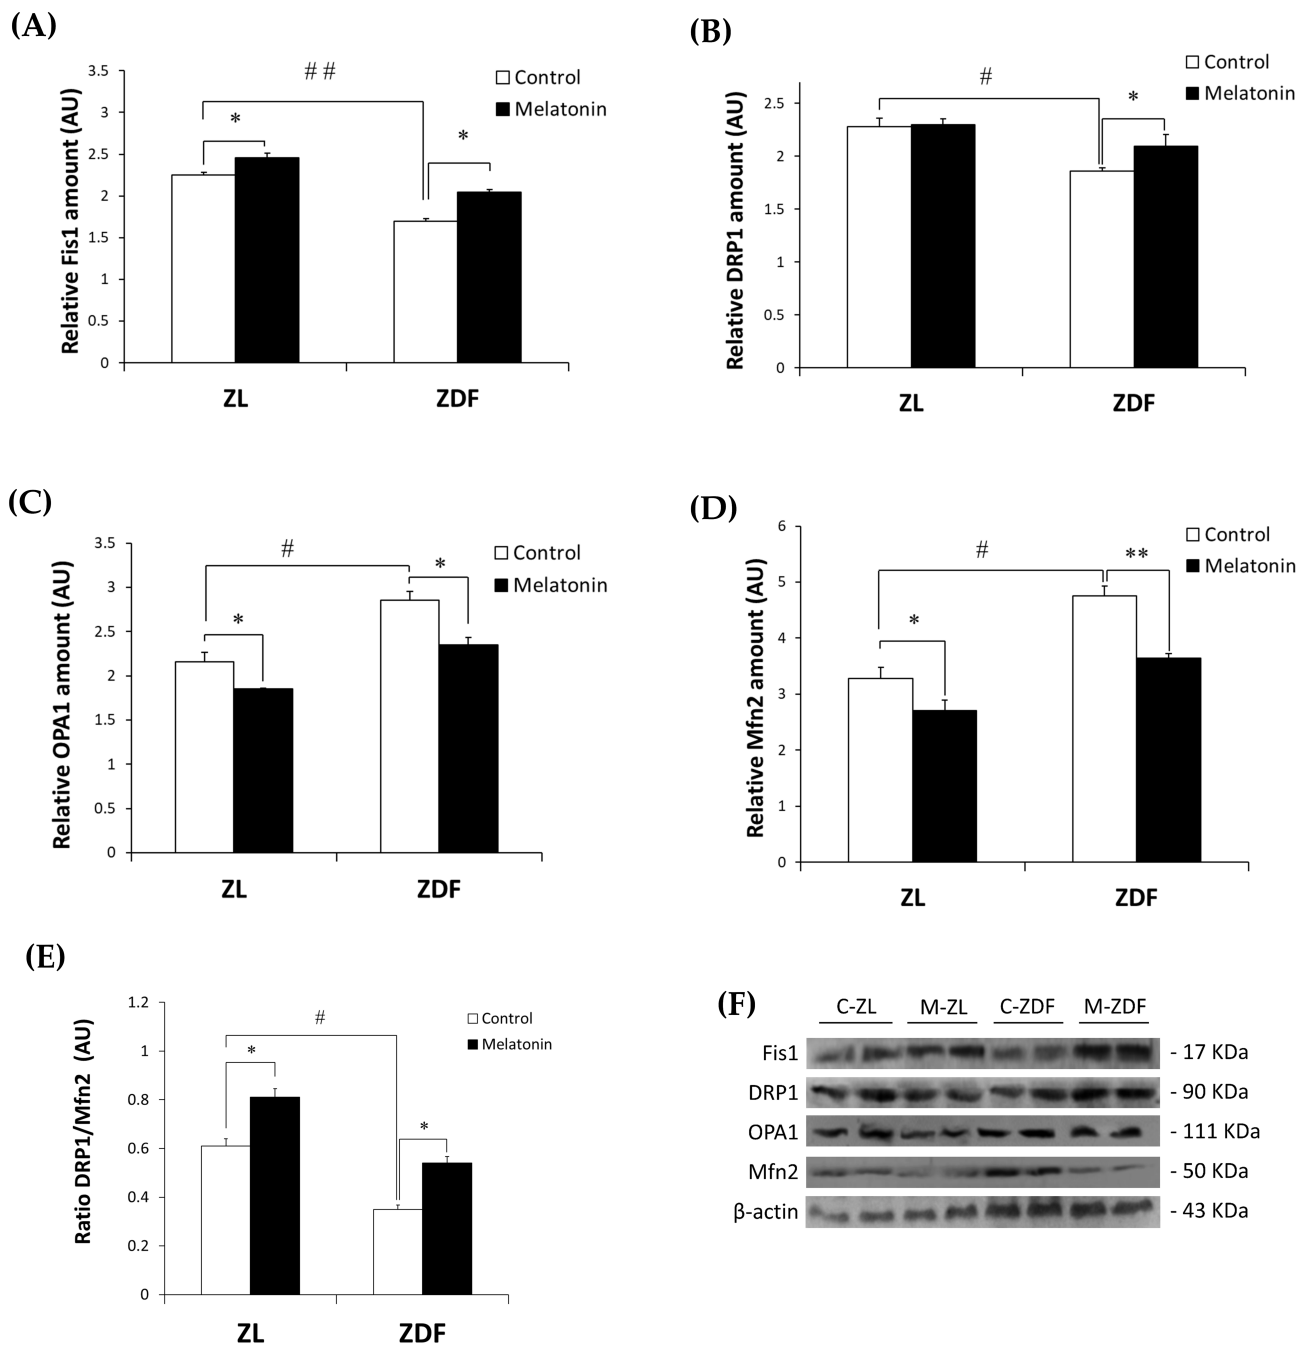 (A)
# #
*
*
Control
Melatonin
Relative Fis1 amount (AU)
3.5
3
2.5
2
1.5
1
0.5
0
ZL ZDF
(B)
#
*
Control
Melatonin
Relative DRP1 amount (AU)
2.5
2
1.5
1
0.5
0
ZL ZDF
(C)
#
*
*
Control
Melatonin
Relative OPA1 amount (AU)
3.5
3
2.5
2
1.5
1
0.5
0
ZL ZDF
(D)
#
**
*
Control
Melatonin
Relative Mfn2 amount (AU)
6
5
4
3
2
1
0
ZL ZDF
(E)
#
*
*
Control
Melatonin
Ratio DRP1/Mfn2 (AU)
1.2
1
0.8
0.6
0.4
0.2
0
ZL ZDF
(F)
C-ZL M-ZL C-ZDF M-ZDF
Fis1 - 17 KDa
DRP1 - 90 KDa
OPA1 - 111 KDa
Mfn2 - 50 KDa
β-actin - 43 KDa